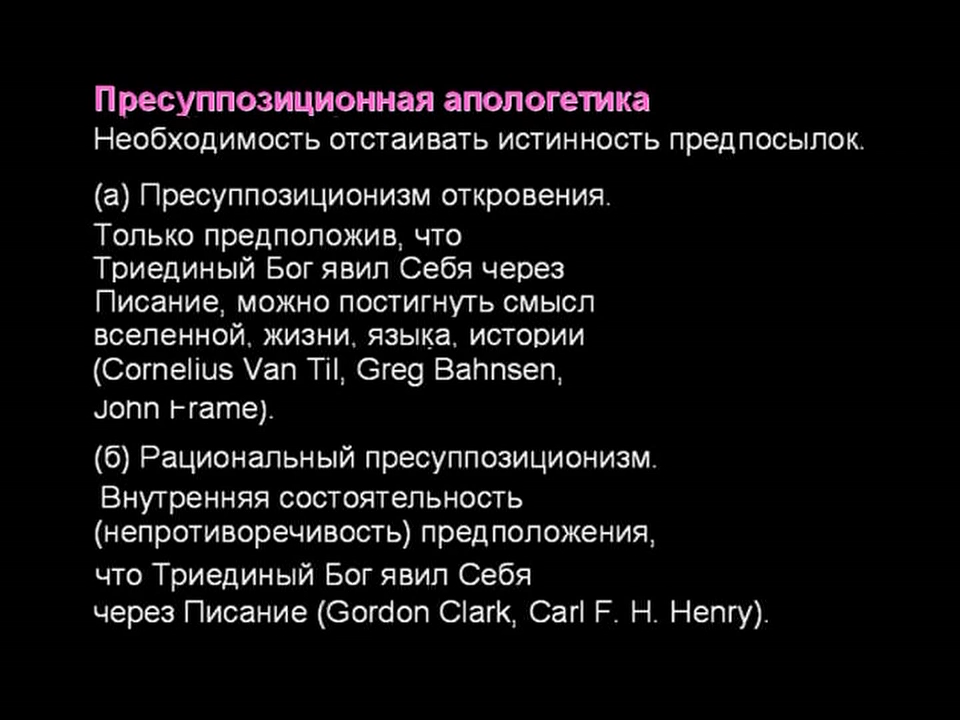 Пресуппозиционная апологетика
Необходимость отстаивать истинность предпосылок.
(а) Пресуппозиционизм откровения.
Только предположив, что
Триединый Бог явил Себя через
Писание, можно постигнуть смысл
вселенной, жизни, языка, истории
(Cornelius Van Til, Greg Bahnsen,
John Frame).
(б) Рациональный пресуппозиционизм.
Внутренняя состоятельность
(непротиворечивость) предположения,
что Триединый Бог явил Себя
через Писание (Gordon Clark, Carl F. H. Henry).